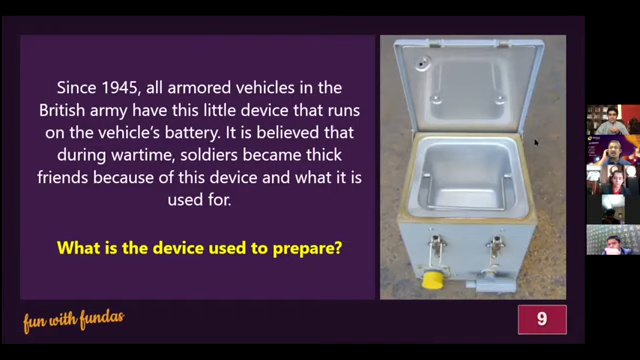 Since 1945, all armored vehicles in the
British army have this little device that runs
on the vehicle's battery. It is believed that
during wartime, soldiers became thick
friends because of this device and what it is
used for.
What is the device used to prepare?
fun with fundas
9